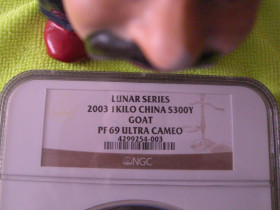 LUNAR SERIES
2003 1KILO CHINA S300Y
GOAT
PF 69 ULTRA CAMEO
4299254-003
NGC